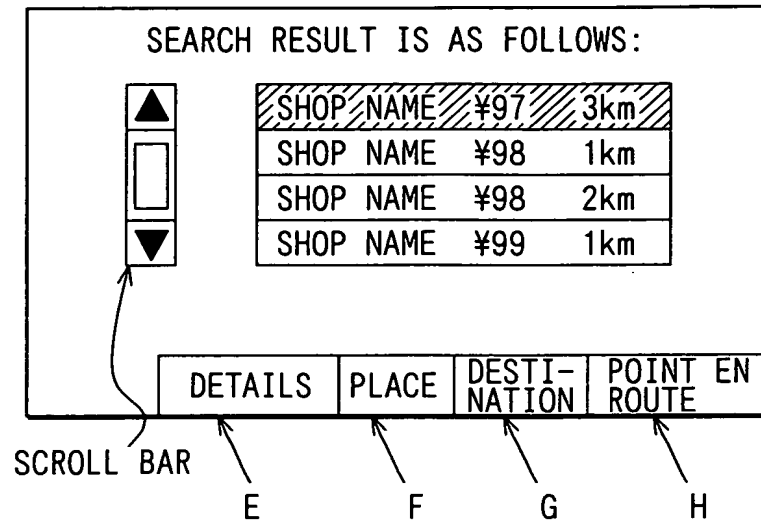 SEARCH RESULT IS AS FOLLOWS:
SHOP NAME ¥97 3km
SHOP NAME ¥98 1km
SHOP NAME ¥98 2km
SHOP NAME ¥99 1km
DETAILS PLACE DESTI- POINT EN
NATION ROUTE
SCROLL BAR
E F G H